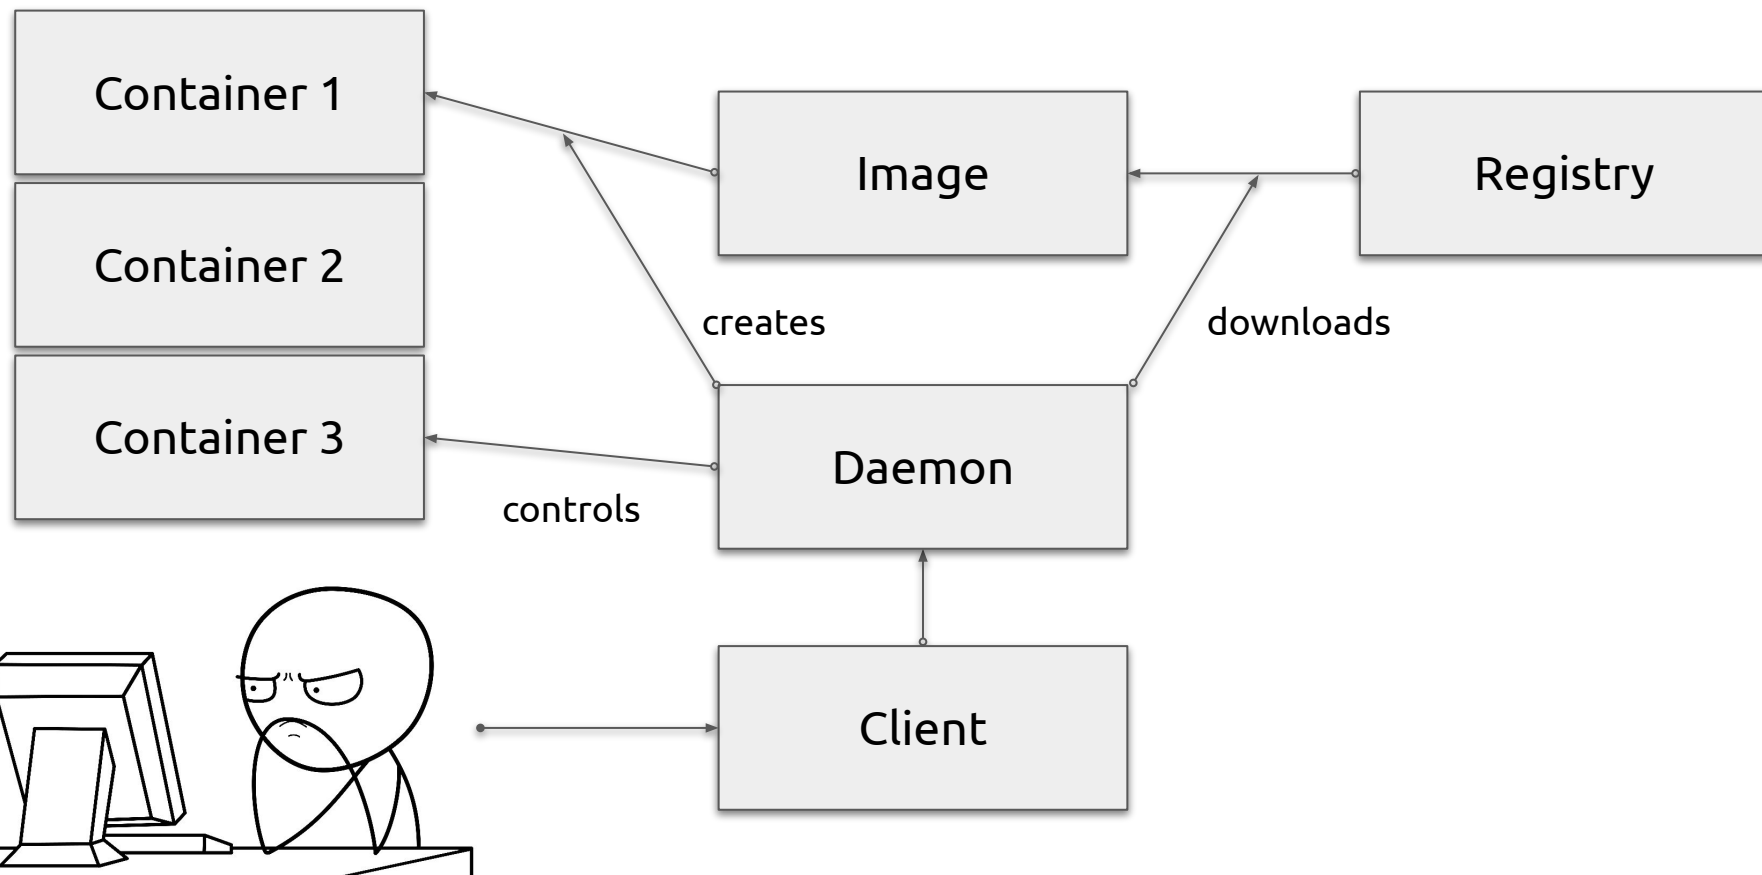 Container 1
Image
Registry
Container 2
creates
downloads
Container 3
Daemon
controls
Client